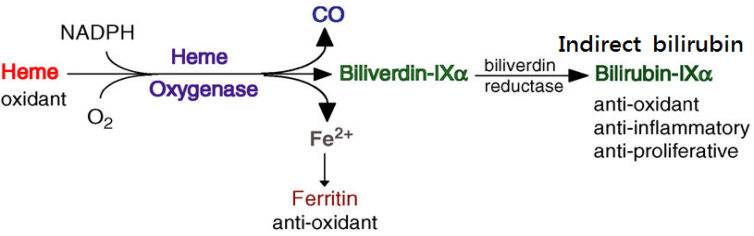 CO
NADPH
Indirect bilirubin
Heme
Heme
Oxygenase
Biliverdin-IXα
biliverdin
reductase
Bilirubin-IXα
oxidant
O2
anti-oxidant
anti-inflammatory
anti-proliferative
Fe2+
Ferritin
anti-oxidant